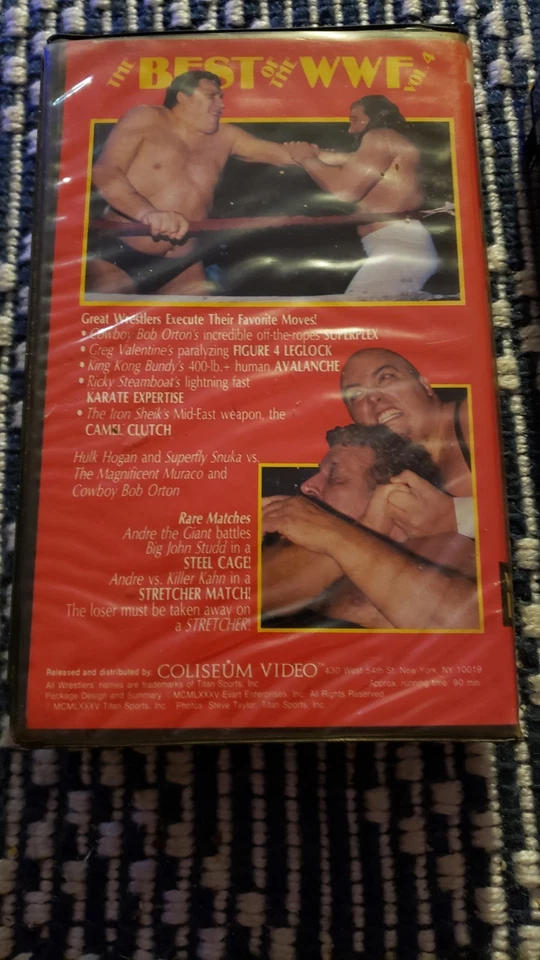 THE BEST OF THE WWF VOL. 4
Great Wrestlers Execute Their Favorite Moves!
• Cowboy Bob Orton's incredible off-the-ropes SUPERPLEX
• Greg Valentine's paralyzing FIGURE 4 LEGLOCK
• King Kong Bundy's 400-lb.+ human AVALANCHE
• Ricky Steamboat's lightning fast
KARATE EXPERTISE
• The Iron Sheik's Mid-East weapon, the
CAMEL CLUTCH
Hulk Hogan and Superfly Snuka vs.
The Magnificent Muraco and
Cowboy Bob Orton
Rare Matches
Andre the Giant battles
Big John Studd in a
STEEL CAGE!
Andre vs. Killer Kahn in a
STRETCHER MATCH!
The loser must be taken away on
a STRETCHER!
Released and distributed by: COLISEUM VIDEO™ 430 West 54th St. New York, NY 10019
All Wrestlers' names are trademarks of Titan Sports, Inc. Approx. running time: 90 min.
Package Design and Summary MCMLXXXV Evart Enterprises, Inc. All Rights Reserved.
MCMLXXXV Titan Sports, Inc. Photos: Steve Taylor, Titan Sports, Inc.